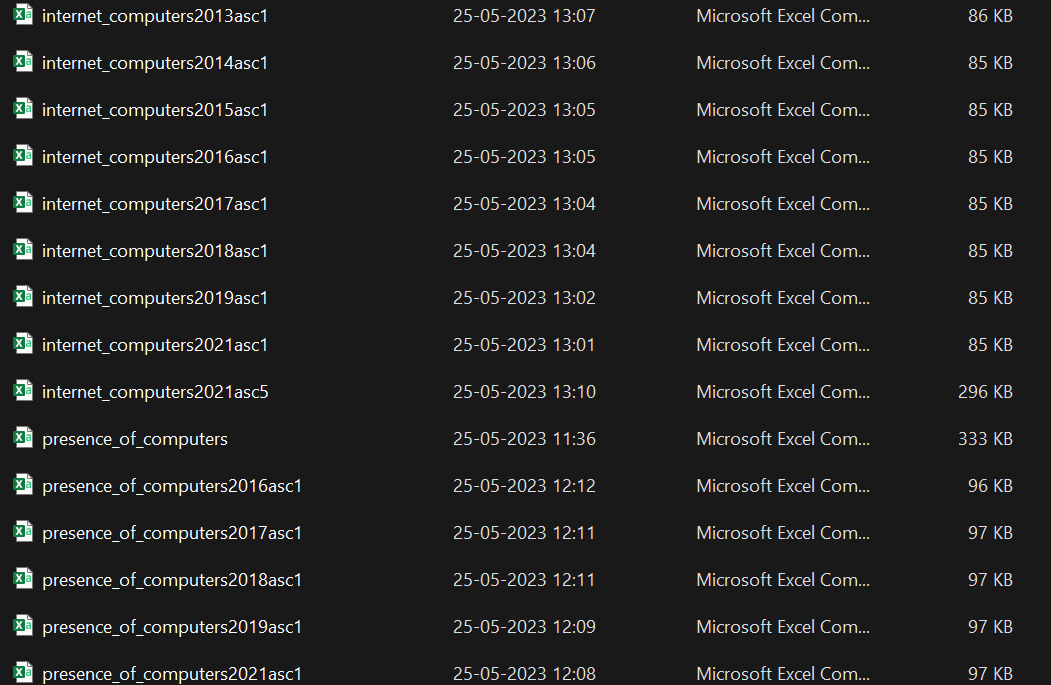 internet_computers2013asc1 25-05-2023 13:07 Microsoft Excel Com... 86 KB
internet_computers2014asc1 25-05-2023 13:06 Microsoft Excel Com... 85 KB
internet_computers2015asc1 25-05-2023 13:05 Microsoft Excel Com... 85 KB
internet_computers2016asc1 25-05-2023 13:05 Microsoft Excel Com... 85 KB
internet_computers2017asc1 25-05-2023 13:04 Microsoft Excel Com... 85 KB
internet_computers2018asc1 25-05-2023 13:04 Microsoft Excel Com... 85 KB
internet_computers2019asc1 25-05-2023 13:02 Microsoft Excel Com... 85 KB
internet_computers2021asc1 25-05-2023 13:01 Microsoft Excel Com... 85 KB
internet_computers2021asc5 25-05-2023 13:10 Microsoft Excel Com... 296 KB
presence_of_computers 25-05-2023 11:36 Microsoft Excel Com... 333 KB
presence_of_computers2016asc1 25-05-2023 12:12 Microsoft Excel Com... 96 KB
presence_of_computers2017asc1 25-05-2023 12:11 Microsoft Excel Com... 97 KB
presence_of_computers2018asc1 25-05-2023 12:11 Microsoft Excel Com... 97 KB
presence_of_computers2019asc1 25-05-2023 12:09 Microsoft Excel Com... 97 KB
presence_of_computers2021asc1 25-05-2023 12:08 Microsoft Excel Com... 97 KB